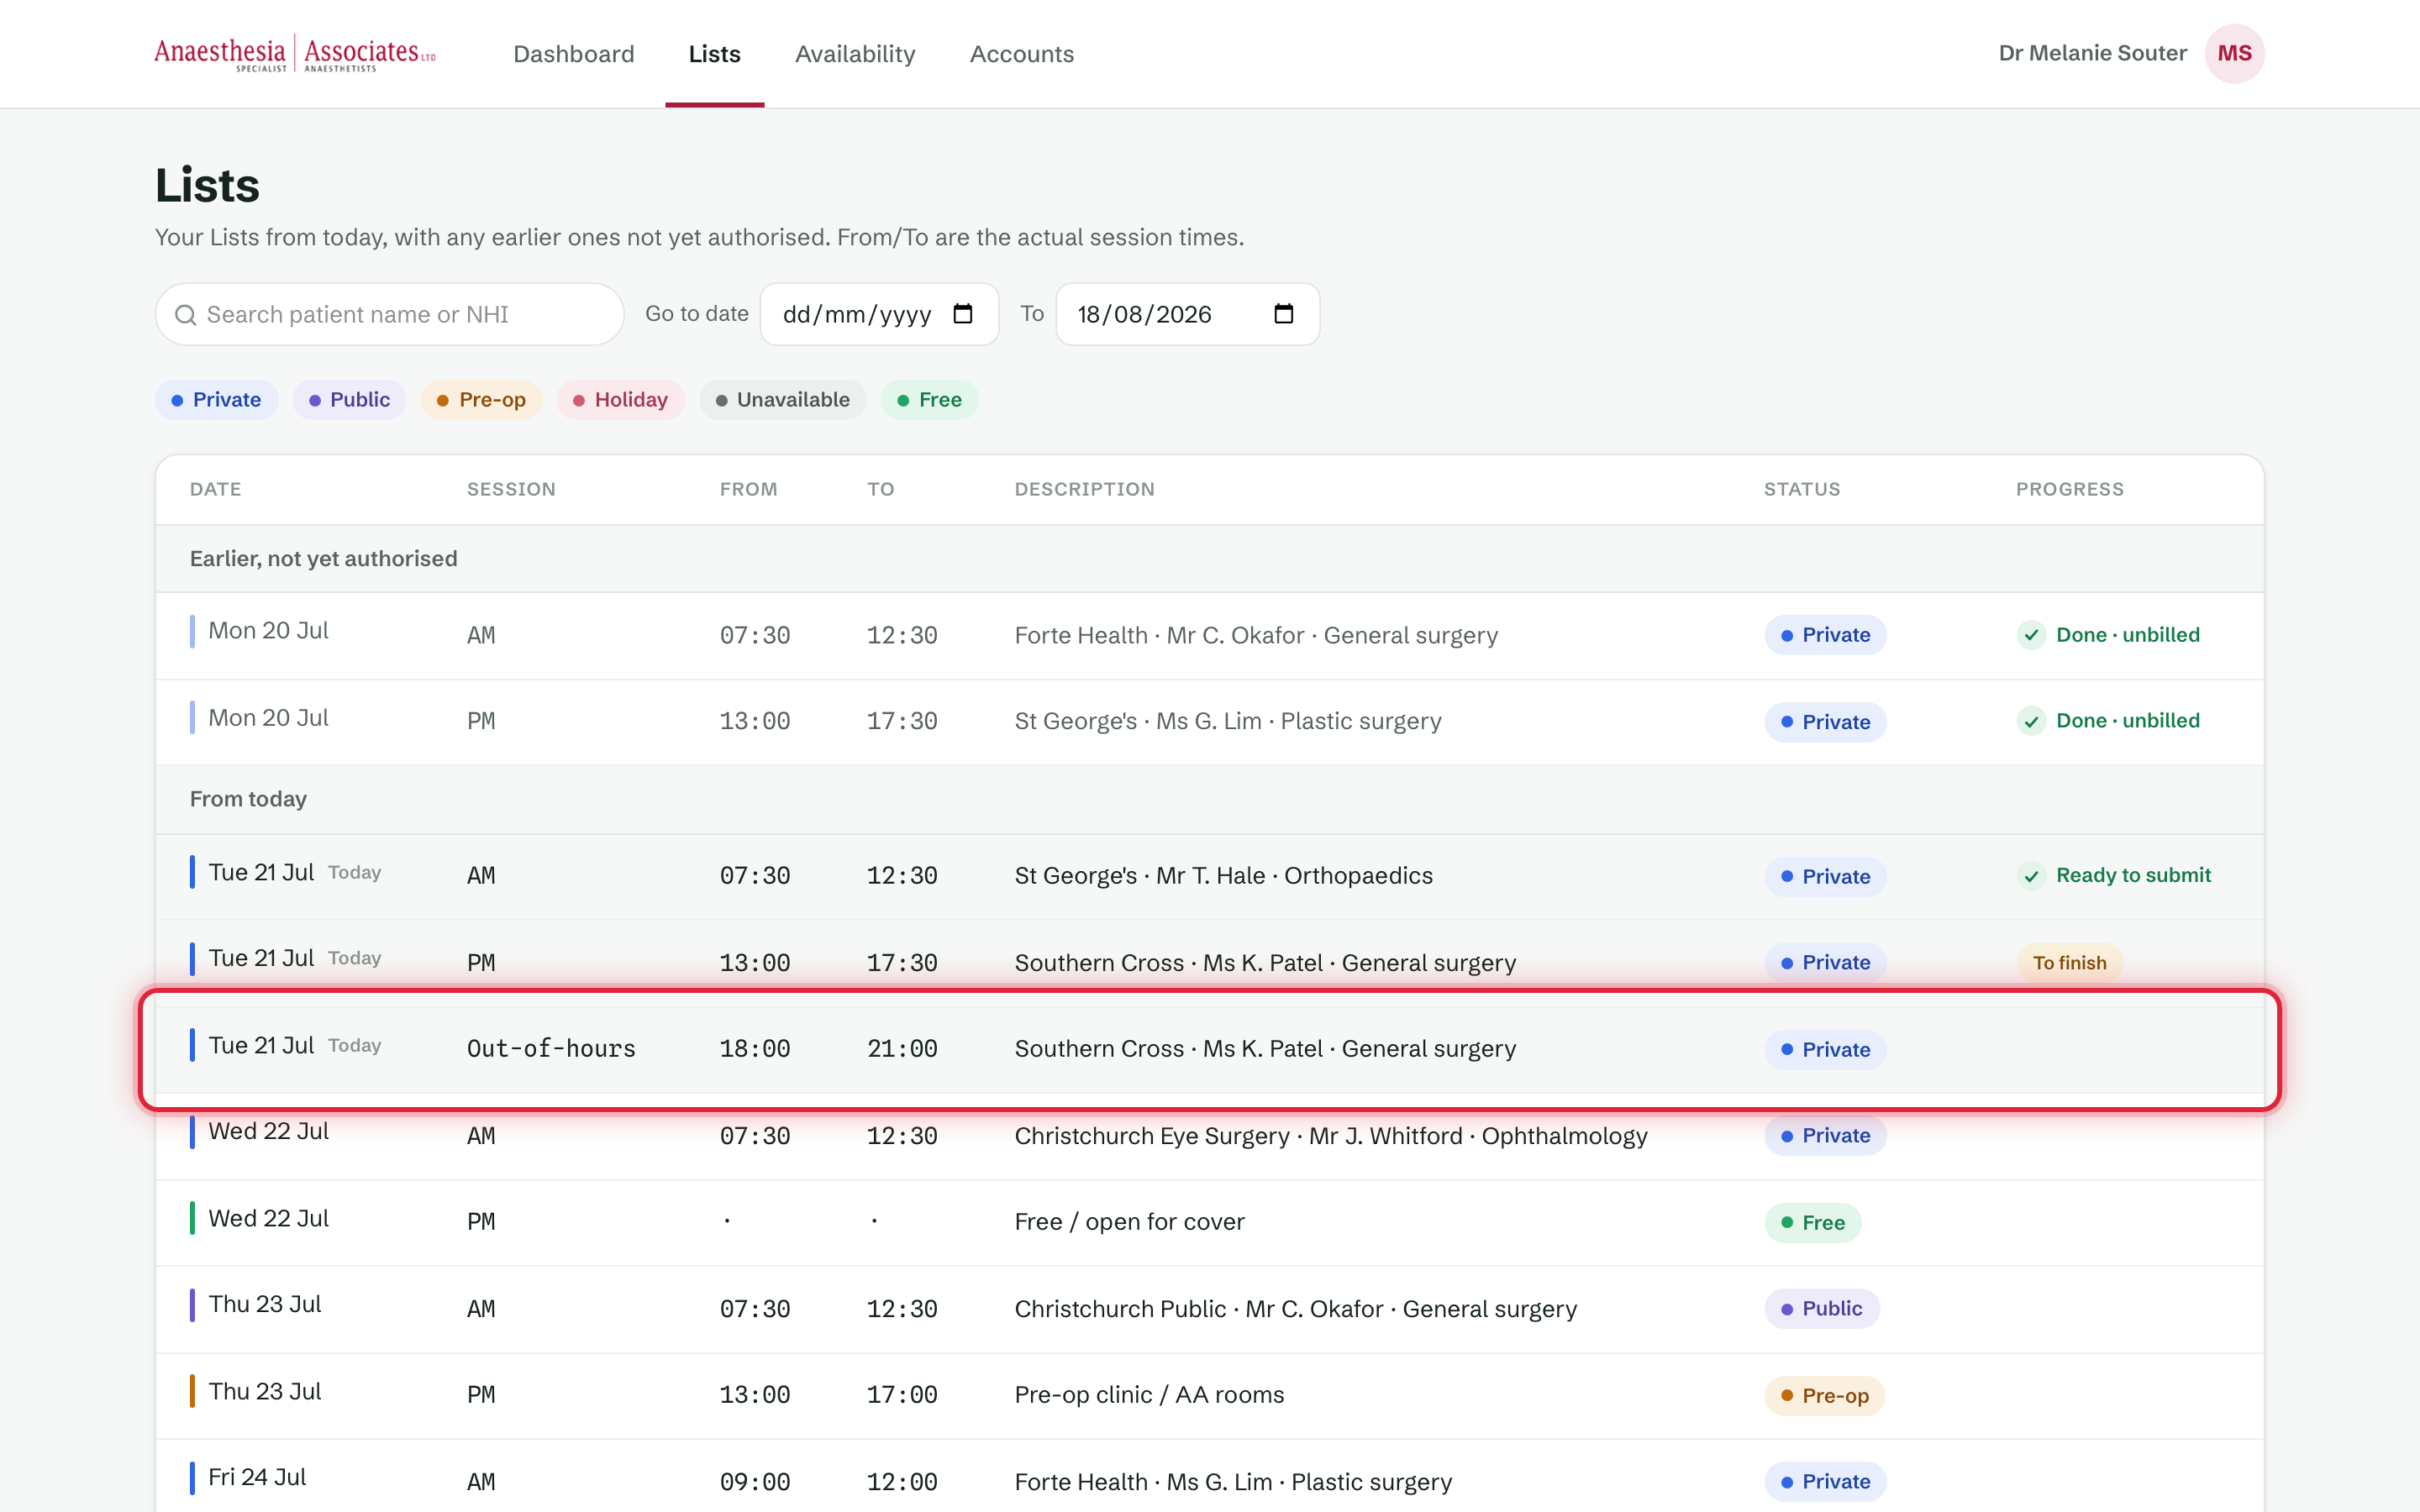 Anaesthesia | Associates LTD
SPECIALIST ANAESTHETISTS
Dashboard Lists Availability Accounts
Dr Melanie Souter MS
Lists
Your Lists from today, with any earlier ones not yet authorised. From/To are the actual session times.
Search patient name or NHI Go to date dd/mm/yyyy To 18/08/2026
Private Public Pre-op Holiday Unavailable Free
DATE SESSION FROM TO DESCRIPTION STATUS PROGRESS
Earlier, not yet authorised
Mon 20 Jul AM 07:30 12:30 Forte Health · Mr C. Okafor · General surgery Private Done · unbilled
Mon 20 Jul PM 13:00 17:30 St George's · Ms G. Lim · Plastic surgery Private Done · unbilled
From today
Tue 21 Jul Today AM 07:30 12:30 St George's · Mr T. Hale · Orthopaedics Private Ready to submit
Tue 21 Jul Today PM 13:00 17:30 Southern Cross · Ms K. Patel · General surgery Private To finish
Tue 21 Jul Today Out-of-hours 18:00 21:00 Southern Cross · Ms K. Patel · General surgery Private
Wed 22 Jul AM 07:30 12:30 Christchurch Eye Surgery · Mr J. Whitford · Ophthalmology Private
Wed 22 Jul PM · · Free / open for cover Free
Thu 23 Jul AM 07:30 12:30 Christchurch Public · Mr C. Okafor · General surgery Public
Thu 23 Jul PM 13:00 17:00 Pre-op clinic / AA rooms Pre-op
Fri 24 Jul AM 09:00 12:00 Forte Health · Ms G. Lim · Plastic surgery Private